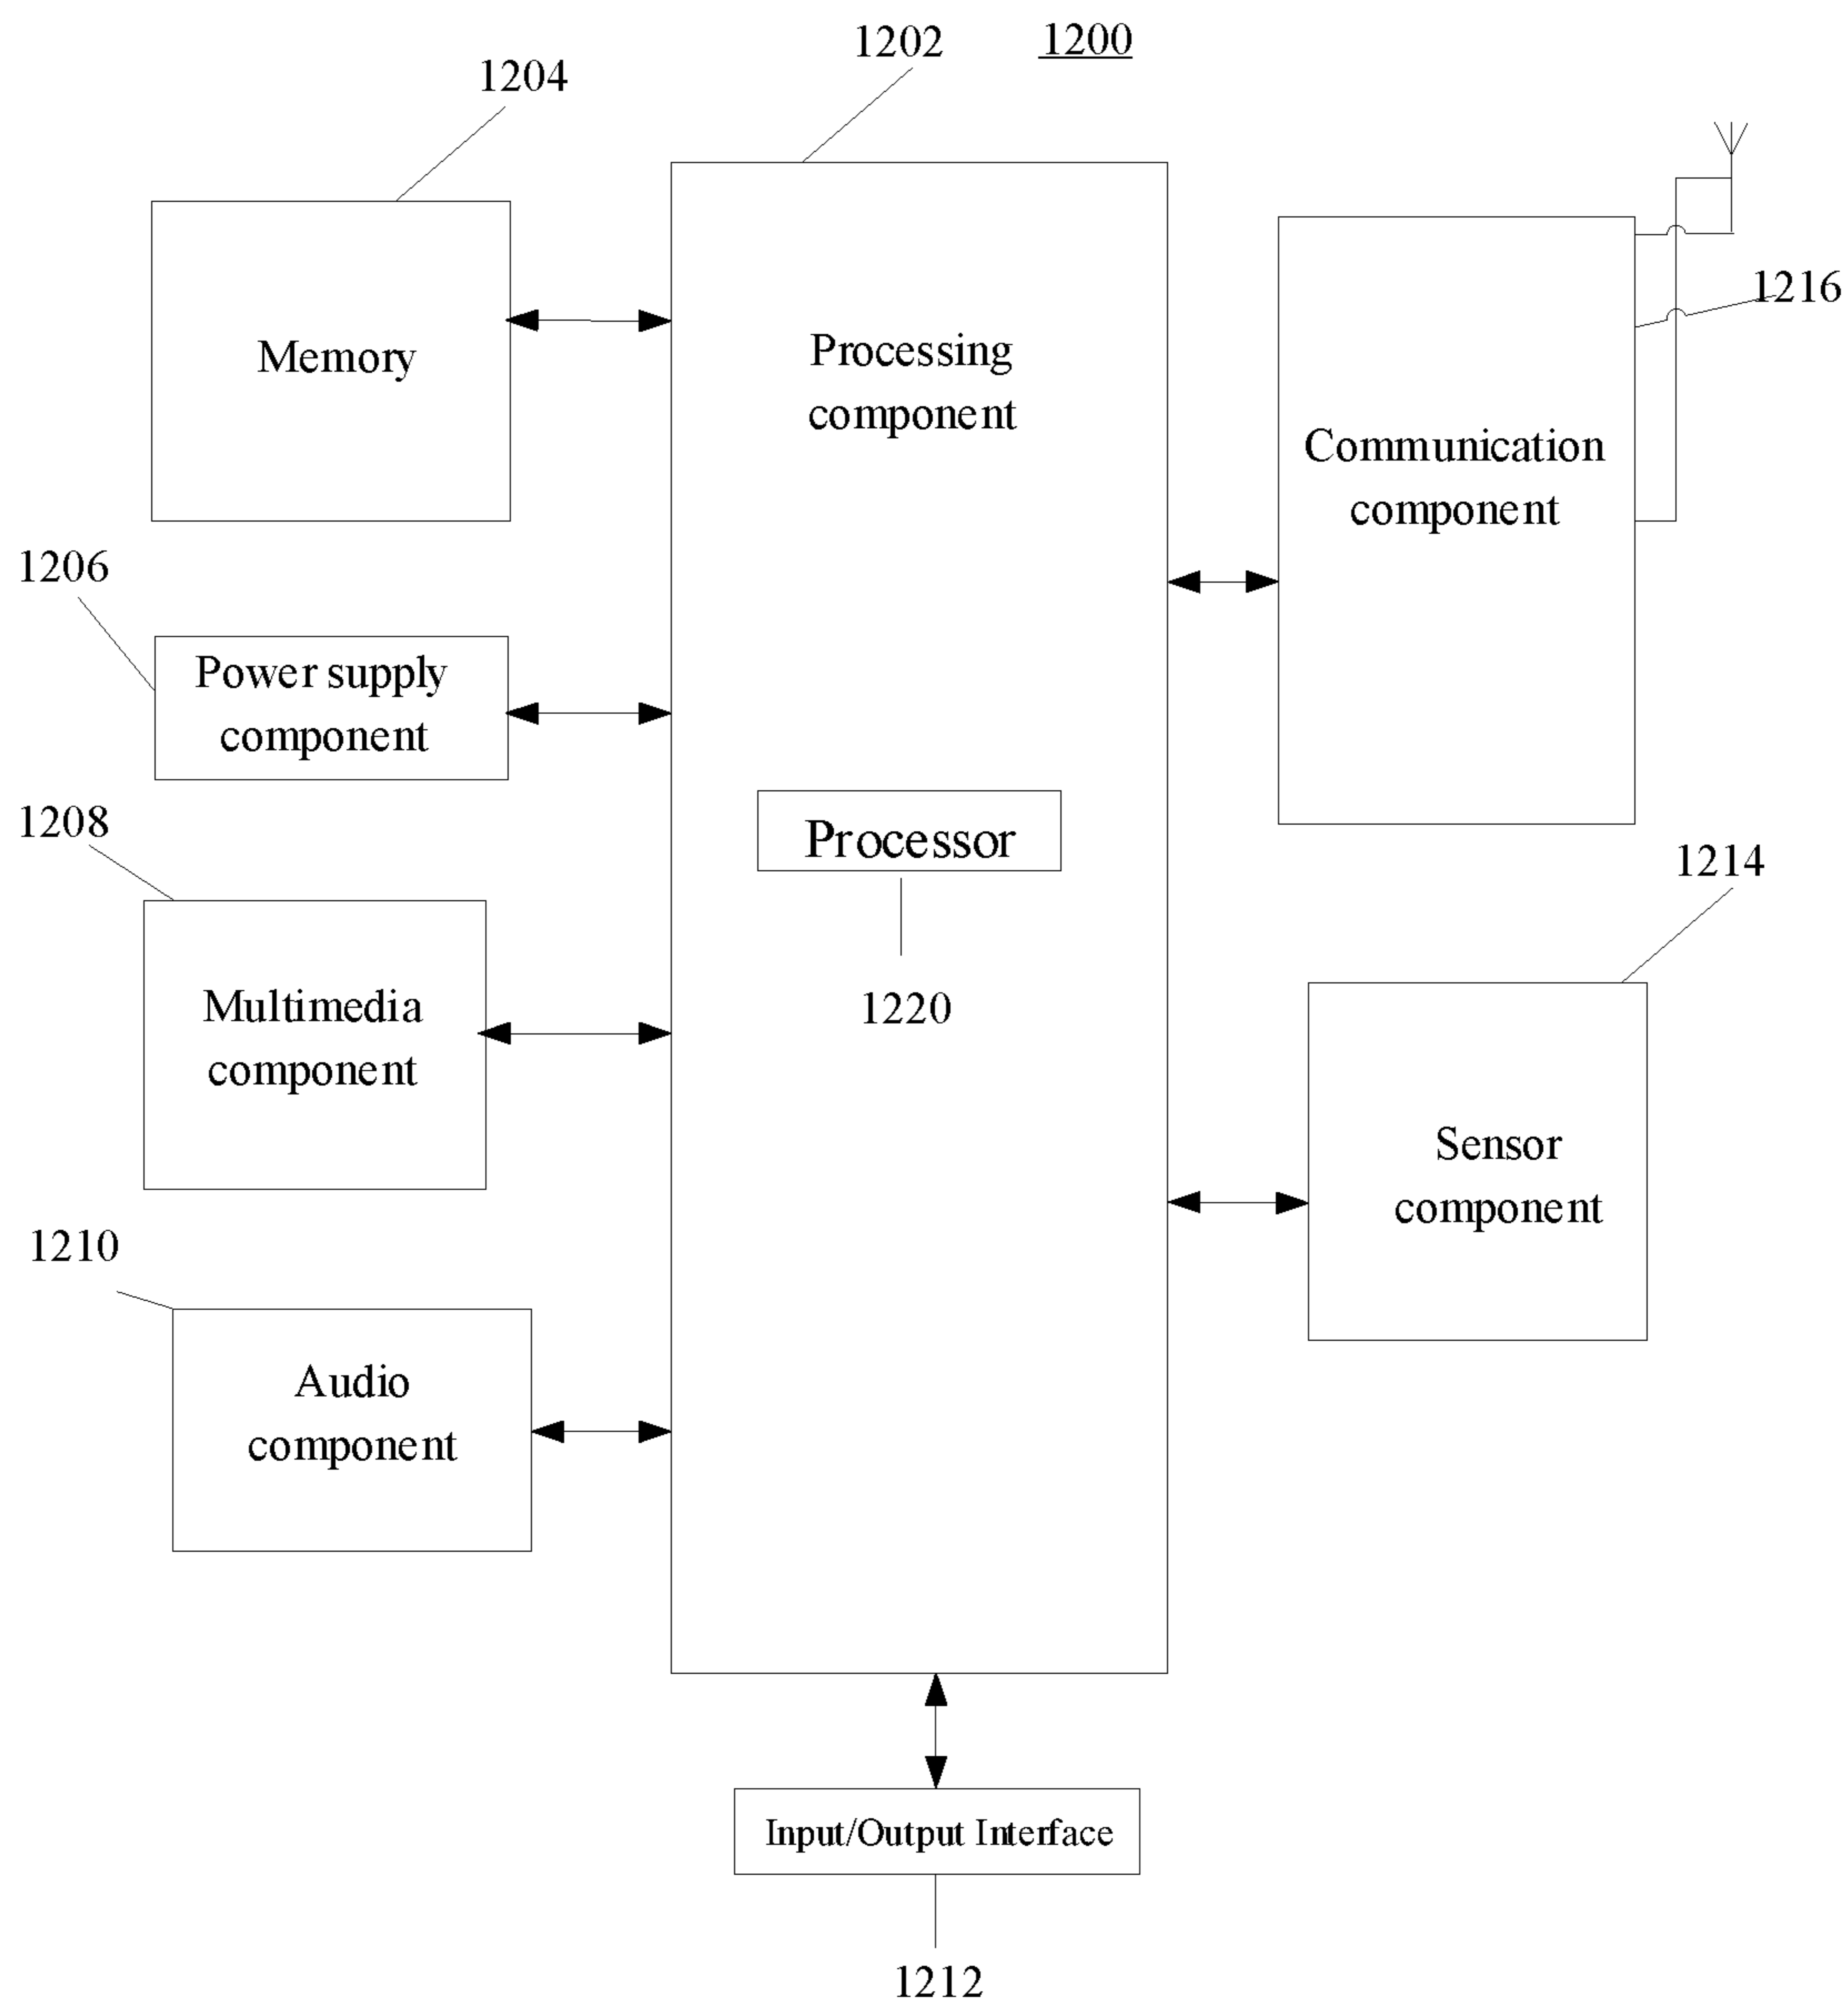 1202
1200
1204
Memory
Processing
component
1216
Communication
component
1206
Power supply
component
1208
Processor
1214
Multimedia
component
1220
Sensor
component
1210
Audio
component
Input/Output Interface
1212